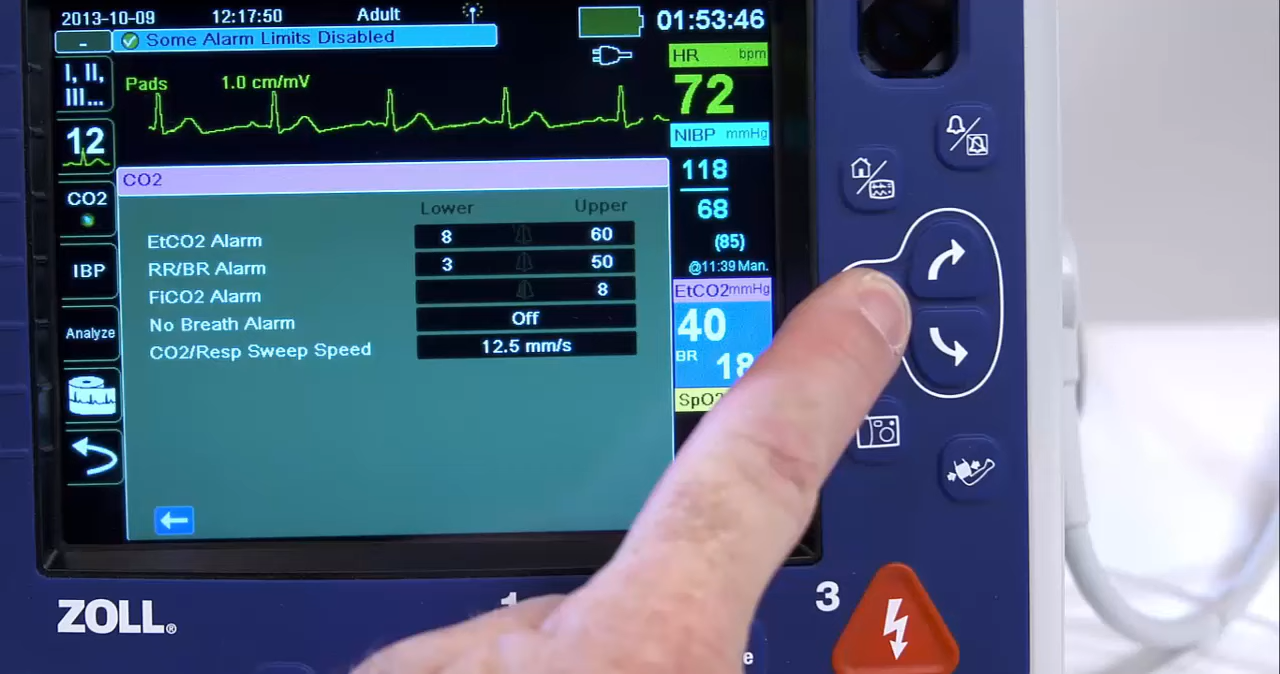 2013-10-09 12:17:50 Adult 01:53:46
- Some Alarm Limits Disabled
HR bpm
72
I, II,
III...
Pads 1.0 cm/mV
NIBP mmHg
118
68
(85)
@11:39 Man.
12
CO2
IBP
Analyze
CO2
Lower Upper
EtCO2 Alarm 8 60
RR/BR Alarm 3 50
FiCO2 Alarm 8
No Breath Alarm Off
CO2/Resp Sweep Speed 12.5 mm/s
EtCO2 mmHg
40
BR 18
ZOLL®
1
3